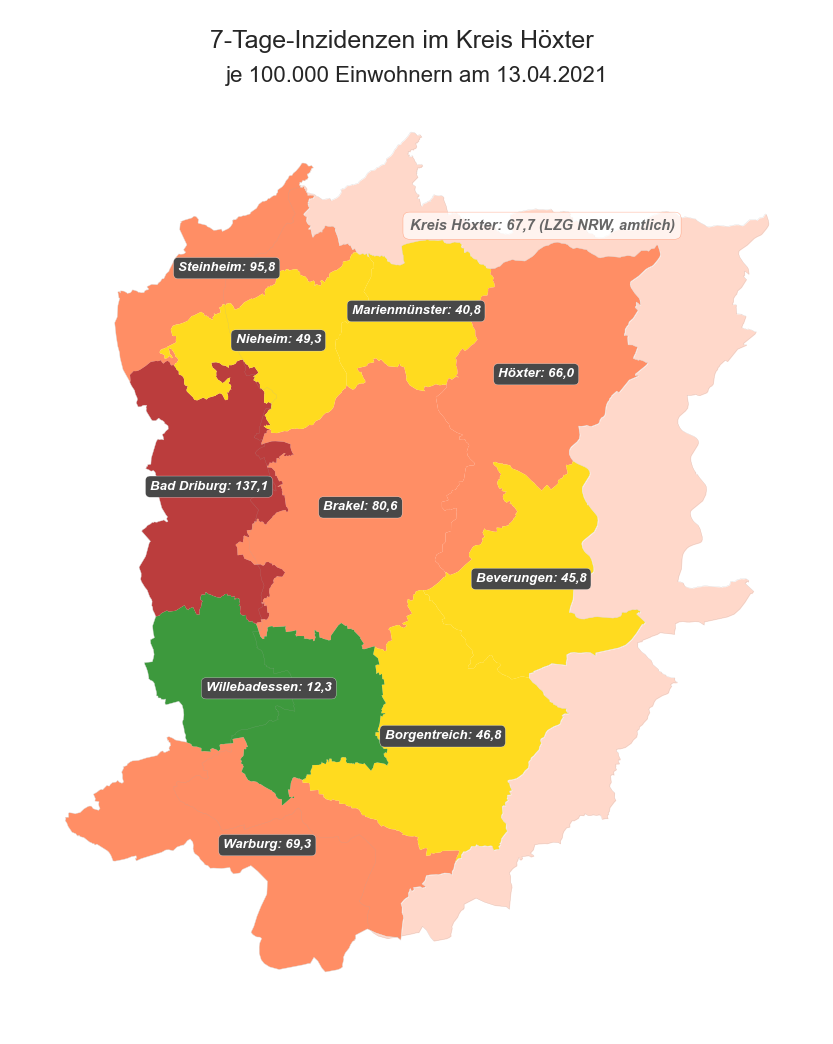 7-Tage-Inzidenzen im Kreis Höxter
je 100.000 Einwohnern am 13.04.2021
Kreis Höxter: 67,7 (LZG NRW, amtlich)
Steinheim: 95,8
Marienmünster: 40,8
Nieheim: 49,3
Höxter: 66,0
Bad Driburg: 137,1
Brakel: 80,6
Beverungen: 45,8
Willebadessen: 12,3
Borgentreich: 46,8
Warburg: 69,3